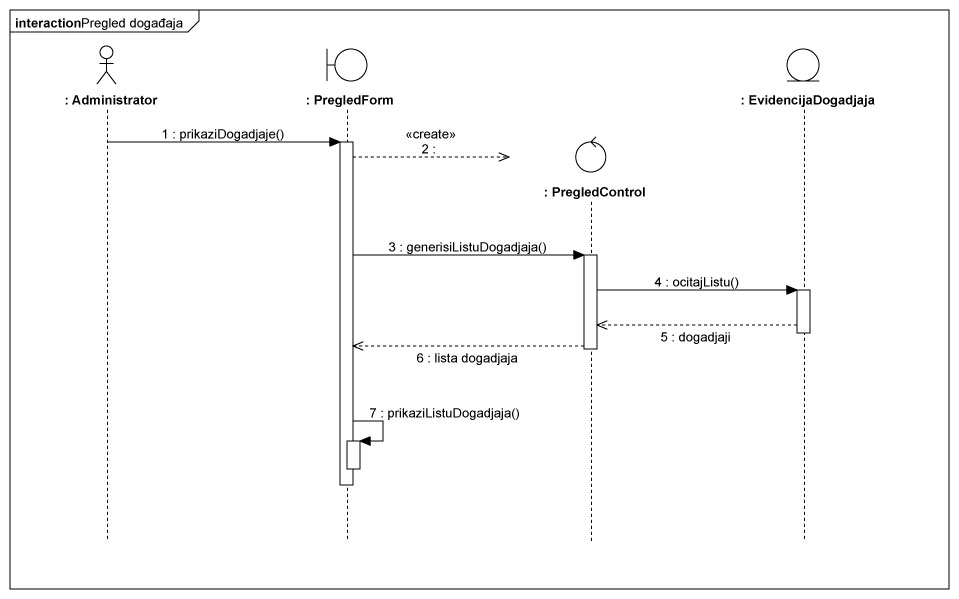 interactionPregled događaja
: Administrator
: PregledForm
: EvidencijaDogadjaja
1 : prikaziDogadjaje()
«create»
2 :
: PregledControl
3 : generisiListuDogadjaja()
4 : ocitajListu()
5 : dogadjaji
6 : lista dogadjaja
7 : prikaziListuDogadjaja()